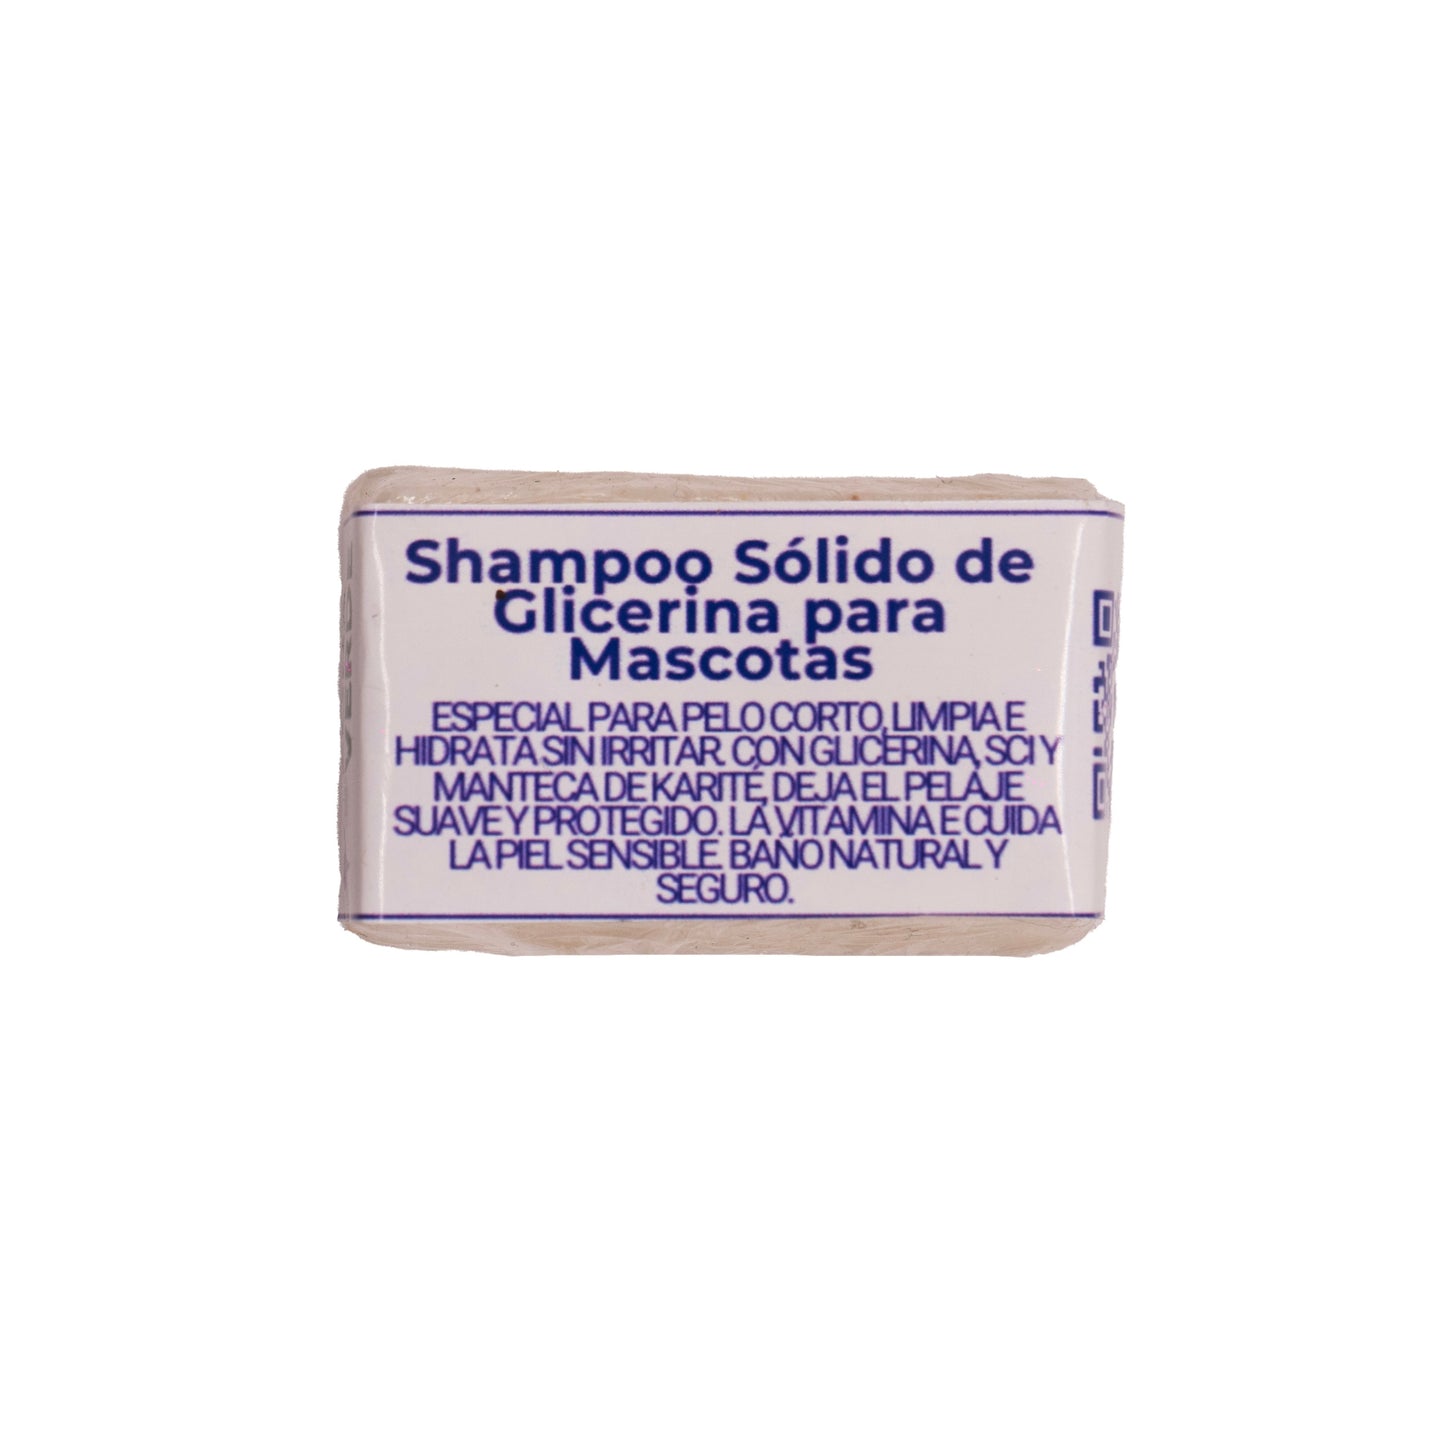 Shampoo Sólido de
Glicerina para
Mascotas
ESPECIAL PARA PELO CORTO, LIMPIA E
HIDRATA SIN IRRITAR. CON GLICERINA, SCI Y
MANTECA DE KARITÉ, DEJA EL PELAJE
SUAVE Y PROTEGIDO. LA VITAMINA E CUIDA
LA PIEL SENSIBLE. BAÑO NATURAL Y
SEGURO.